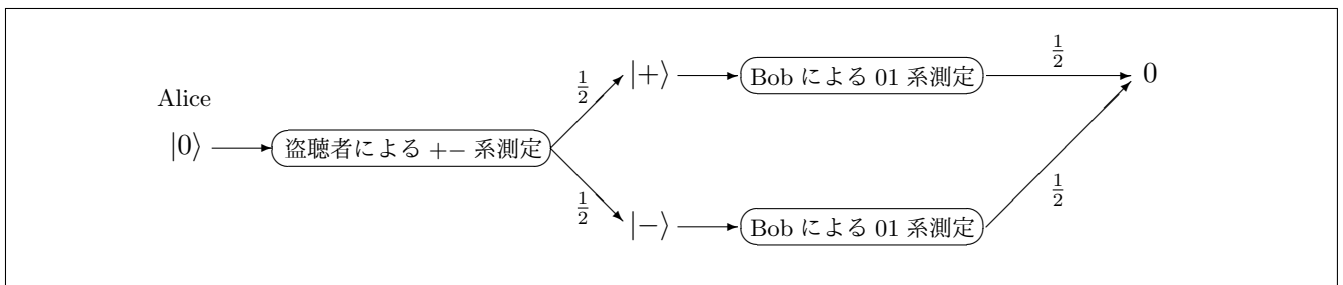 Alice
|0⟩
盗聴者による +− 系測定
1/2
|+⟩
Bob による 01 系測定
1/2
0
1/2
|−⟩
Bob による 01 系測定
1/2